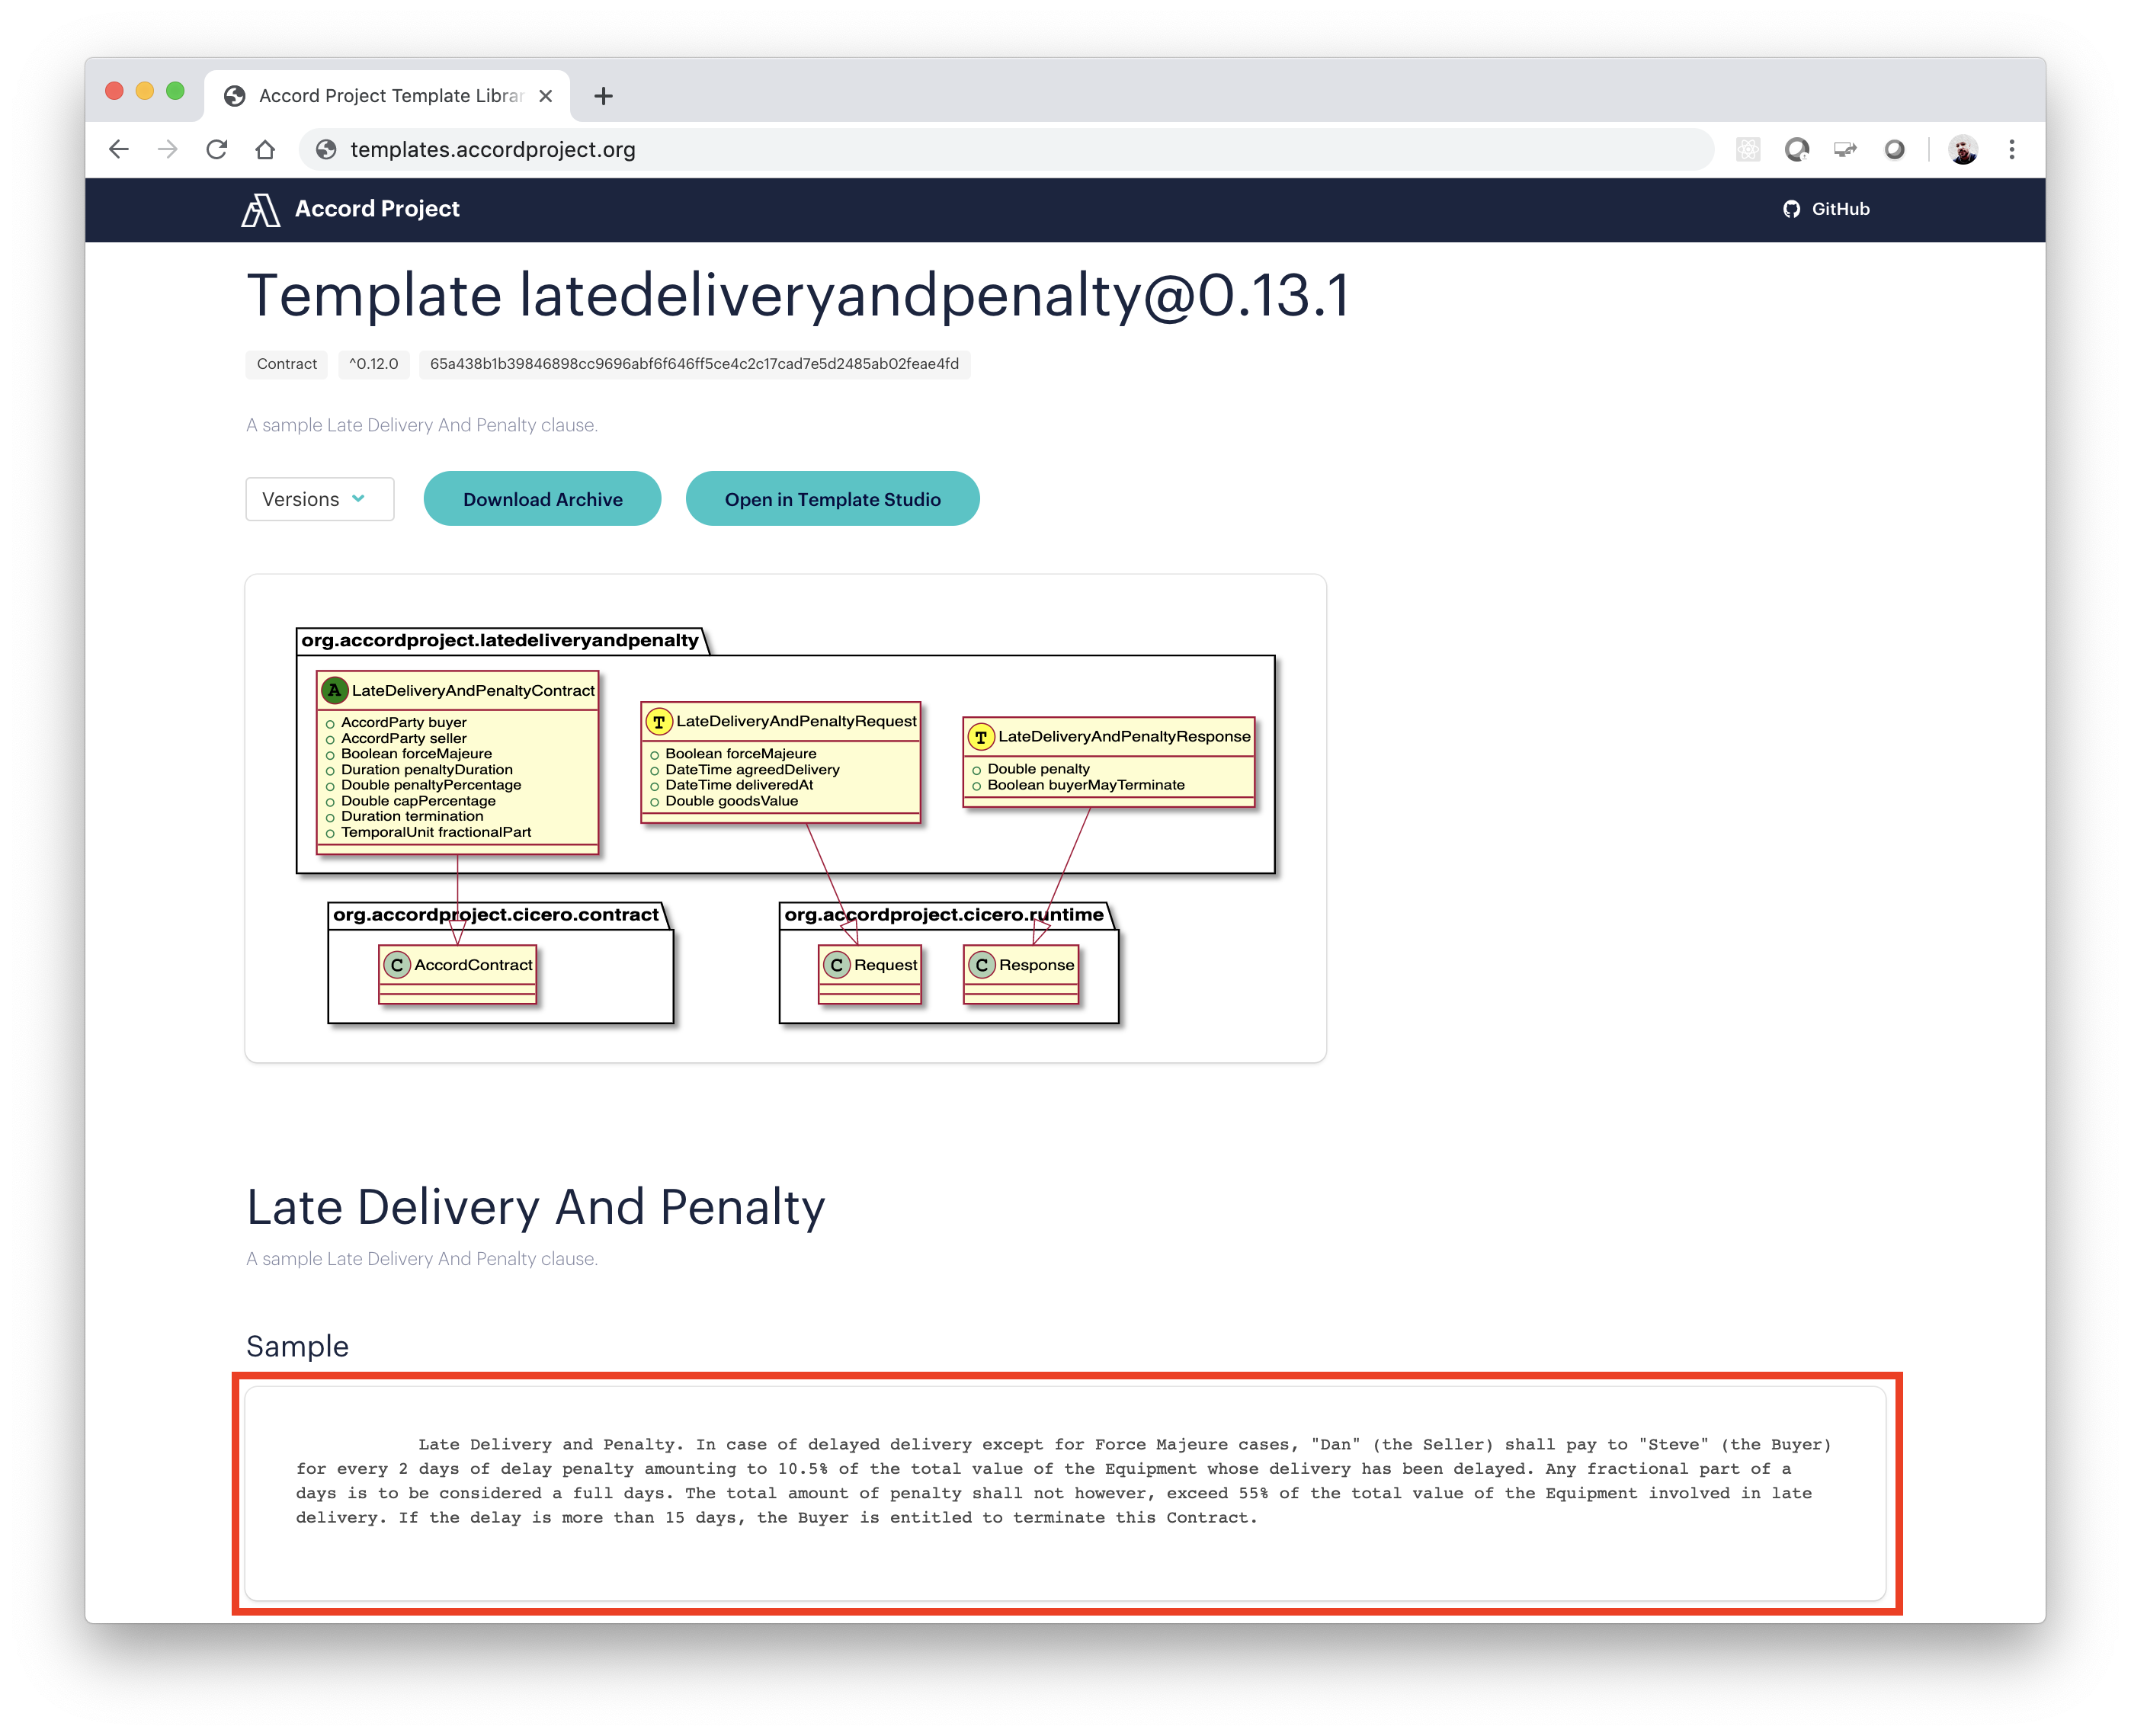 Accord Project Template Librar
templates.accordproject.org
Accord Project
GitHub
Template latedeliveryandpenalty@0.13.1
Contract
^0.12.0
65a438b1b39846898cc9696abf6f646ff5ce4c2c17cad7e5d2485ab02feae4fd
A sample Late Delivery And Penalty clause.
Versions
Download Archive
Open in Template Studio
org.accordproject.latedeliveryandpenalty
A LateDeliveryAndPenaltyContract
AccordParty buyer
AccordParty seller
Boolean forceMajeure
Duration penaltyDuration
Double penaltyPercentage
Double capPercentage
Duration termination
TemporalUnit fractionalPart
T LateDeliveryAndPenaltyRequest
Boolean forceMajeure
DateTime agreedDelivery
DateTime deliveredAt
Double goodsValue
T LateDeliveryAndPenaltyResponse
Double penalty
Boolean buyerMayTerminate
org.accordproject.cicero.contract
C AccordContract
org.accordproject.cicero.runtime
C Request
C Response
Late Delivery And Penalty
A sample Late Delivery And Penalty clause.
Sample
Late Delivery and Penalty. In case of delayed delivery except for Force Majeure cases, "Dan" (the Seller) shall pay to "Steve" (the Buyer)
for every 2 days of delay penalty amounting to 10.5% of the total value of the Equipment whose delivery has been delayed. Any fractional part of a
days is to be considered a full days. The total amount of penalty shall not however, exceed 55% of the total value of the Equipment involved in late
delivery. If the delay is more than 15 days, the Buyer is entitled to terminate this Contract.